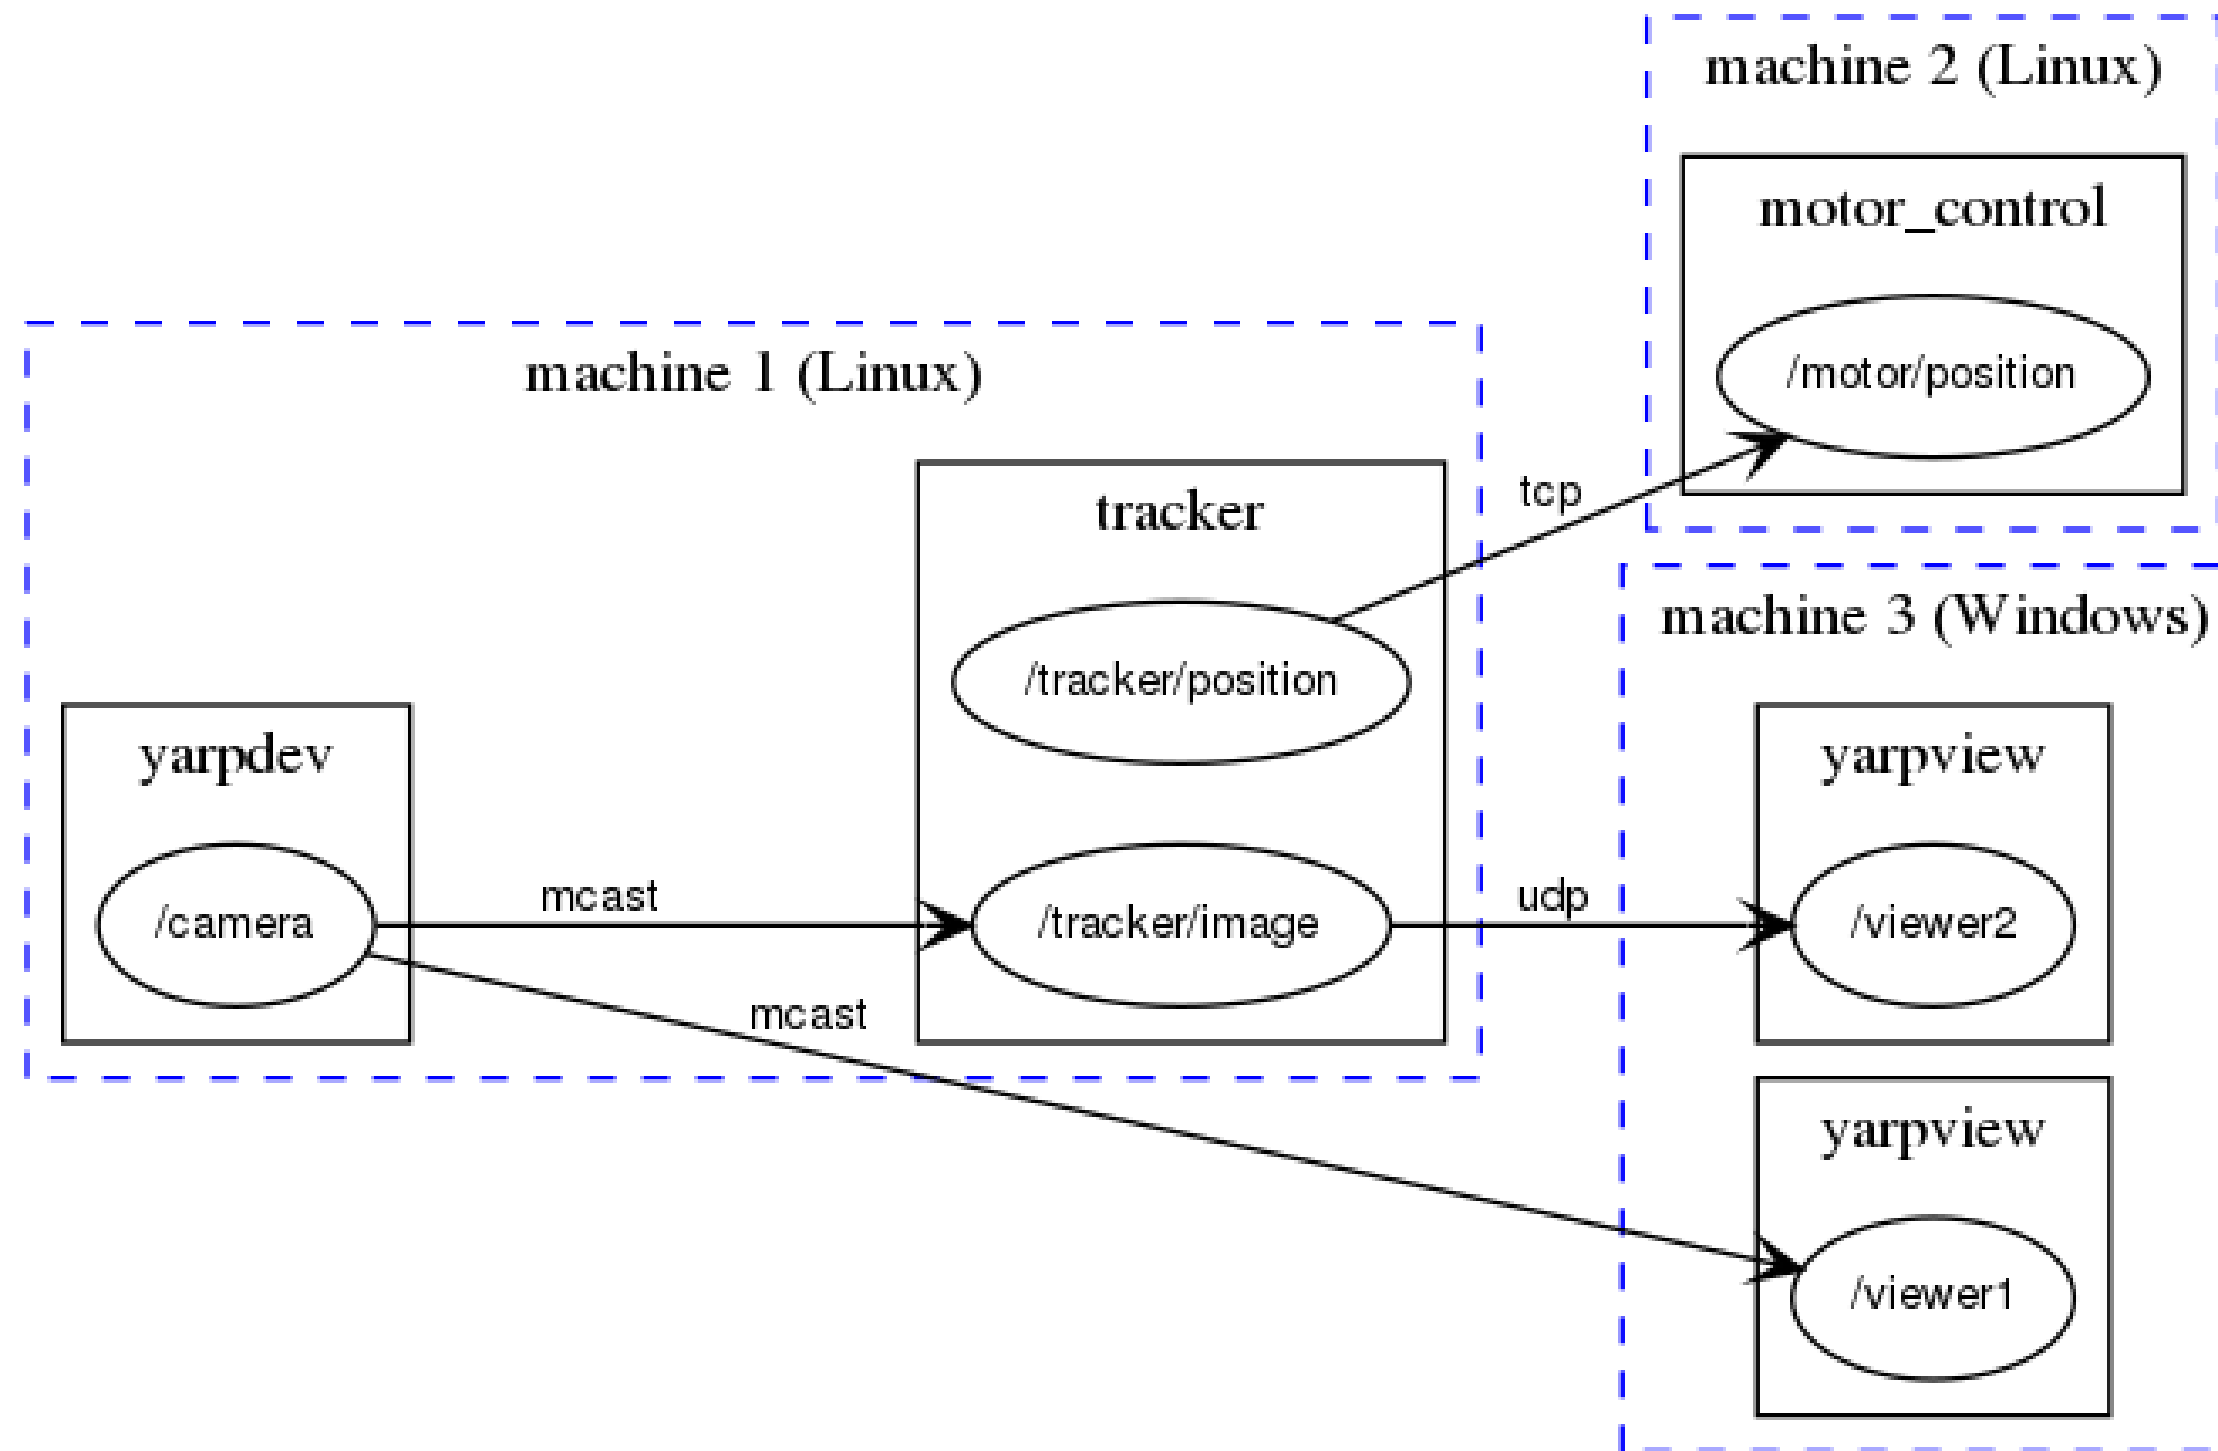 machine 2 (Linux)
motor_control
/motor/position
machine 1 (Linux)
tracker
tcp
/tracker/position
machine 3 (Windows)
yarpdev
/camera
mcast
/tracker/image
udp
yarpview
/viewer2
mcast
yarpview
/viewer1